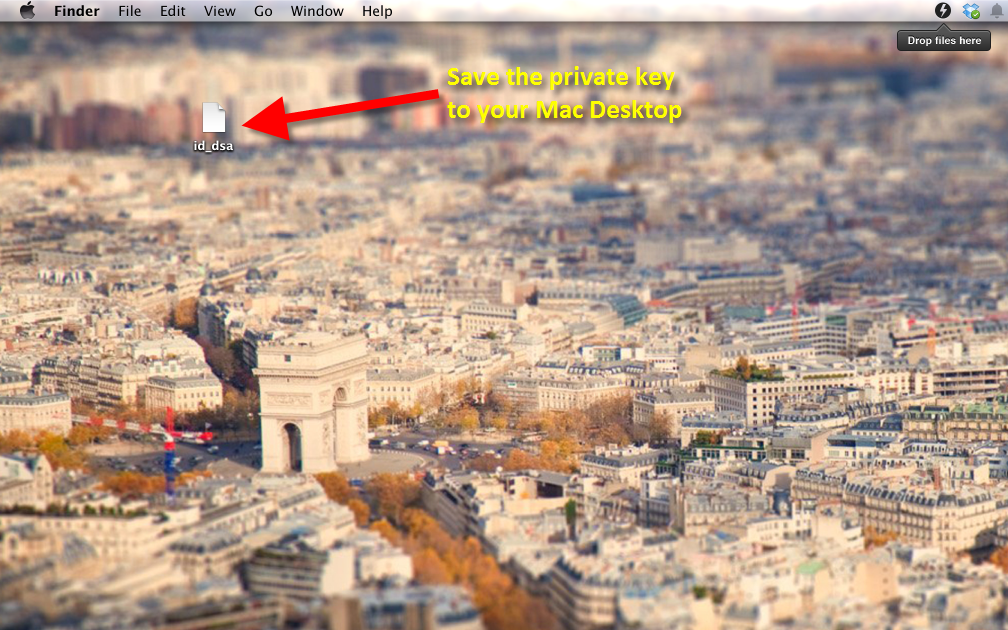 Finder File Edit View Go Window Help
Drop files here
Save the private key
to your Mac Desktop
id_dsa